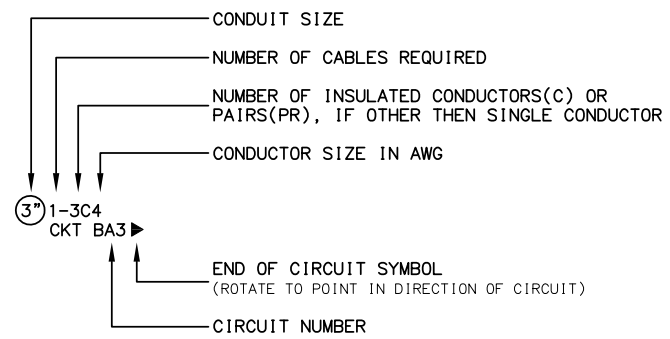 CONDUIT SIZE
NUMBER OF CABLES REQUIRED
NUMBER OF INSULATED CONDUCTORS(C) OR
PAIRS(PR), IF OTHER THEN SINGLE CONDUCTOR
CONDUCTOR SIZE IN AWG
3" 1-3C4
CKT BA3
END OF CIRCUIT SYMBOL
(ROTATE TO POINT IN DIRECTION OF CIRCUIT)
CIRCUIT NUMBER